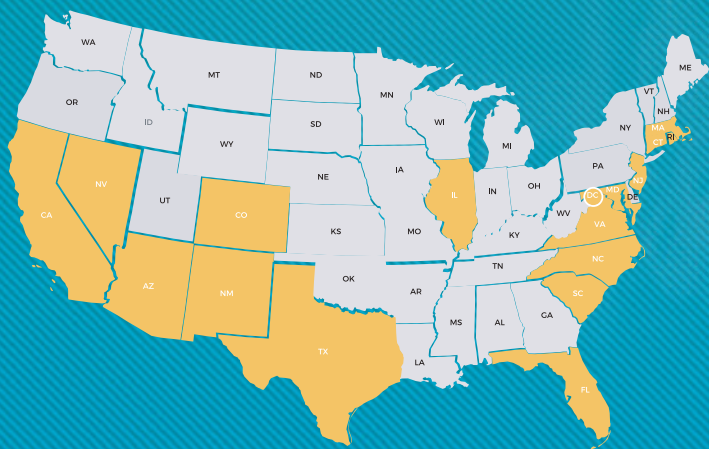 WA
MT
ND
MN
ME
VT
NH
OR
ID
SD
WI
MI
NY
MA
CT
RI
WY
IA
NE
PA
NV
UT
CO
IL
IN
OH
NJ
DC
MD
DE
CA
KS
MO
WV
KY
VA
AZ
NM
OK
AR
TN
NC
SC
TX
LA
MS
AL
GA
FL